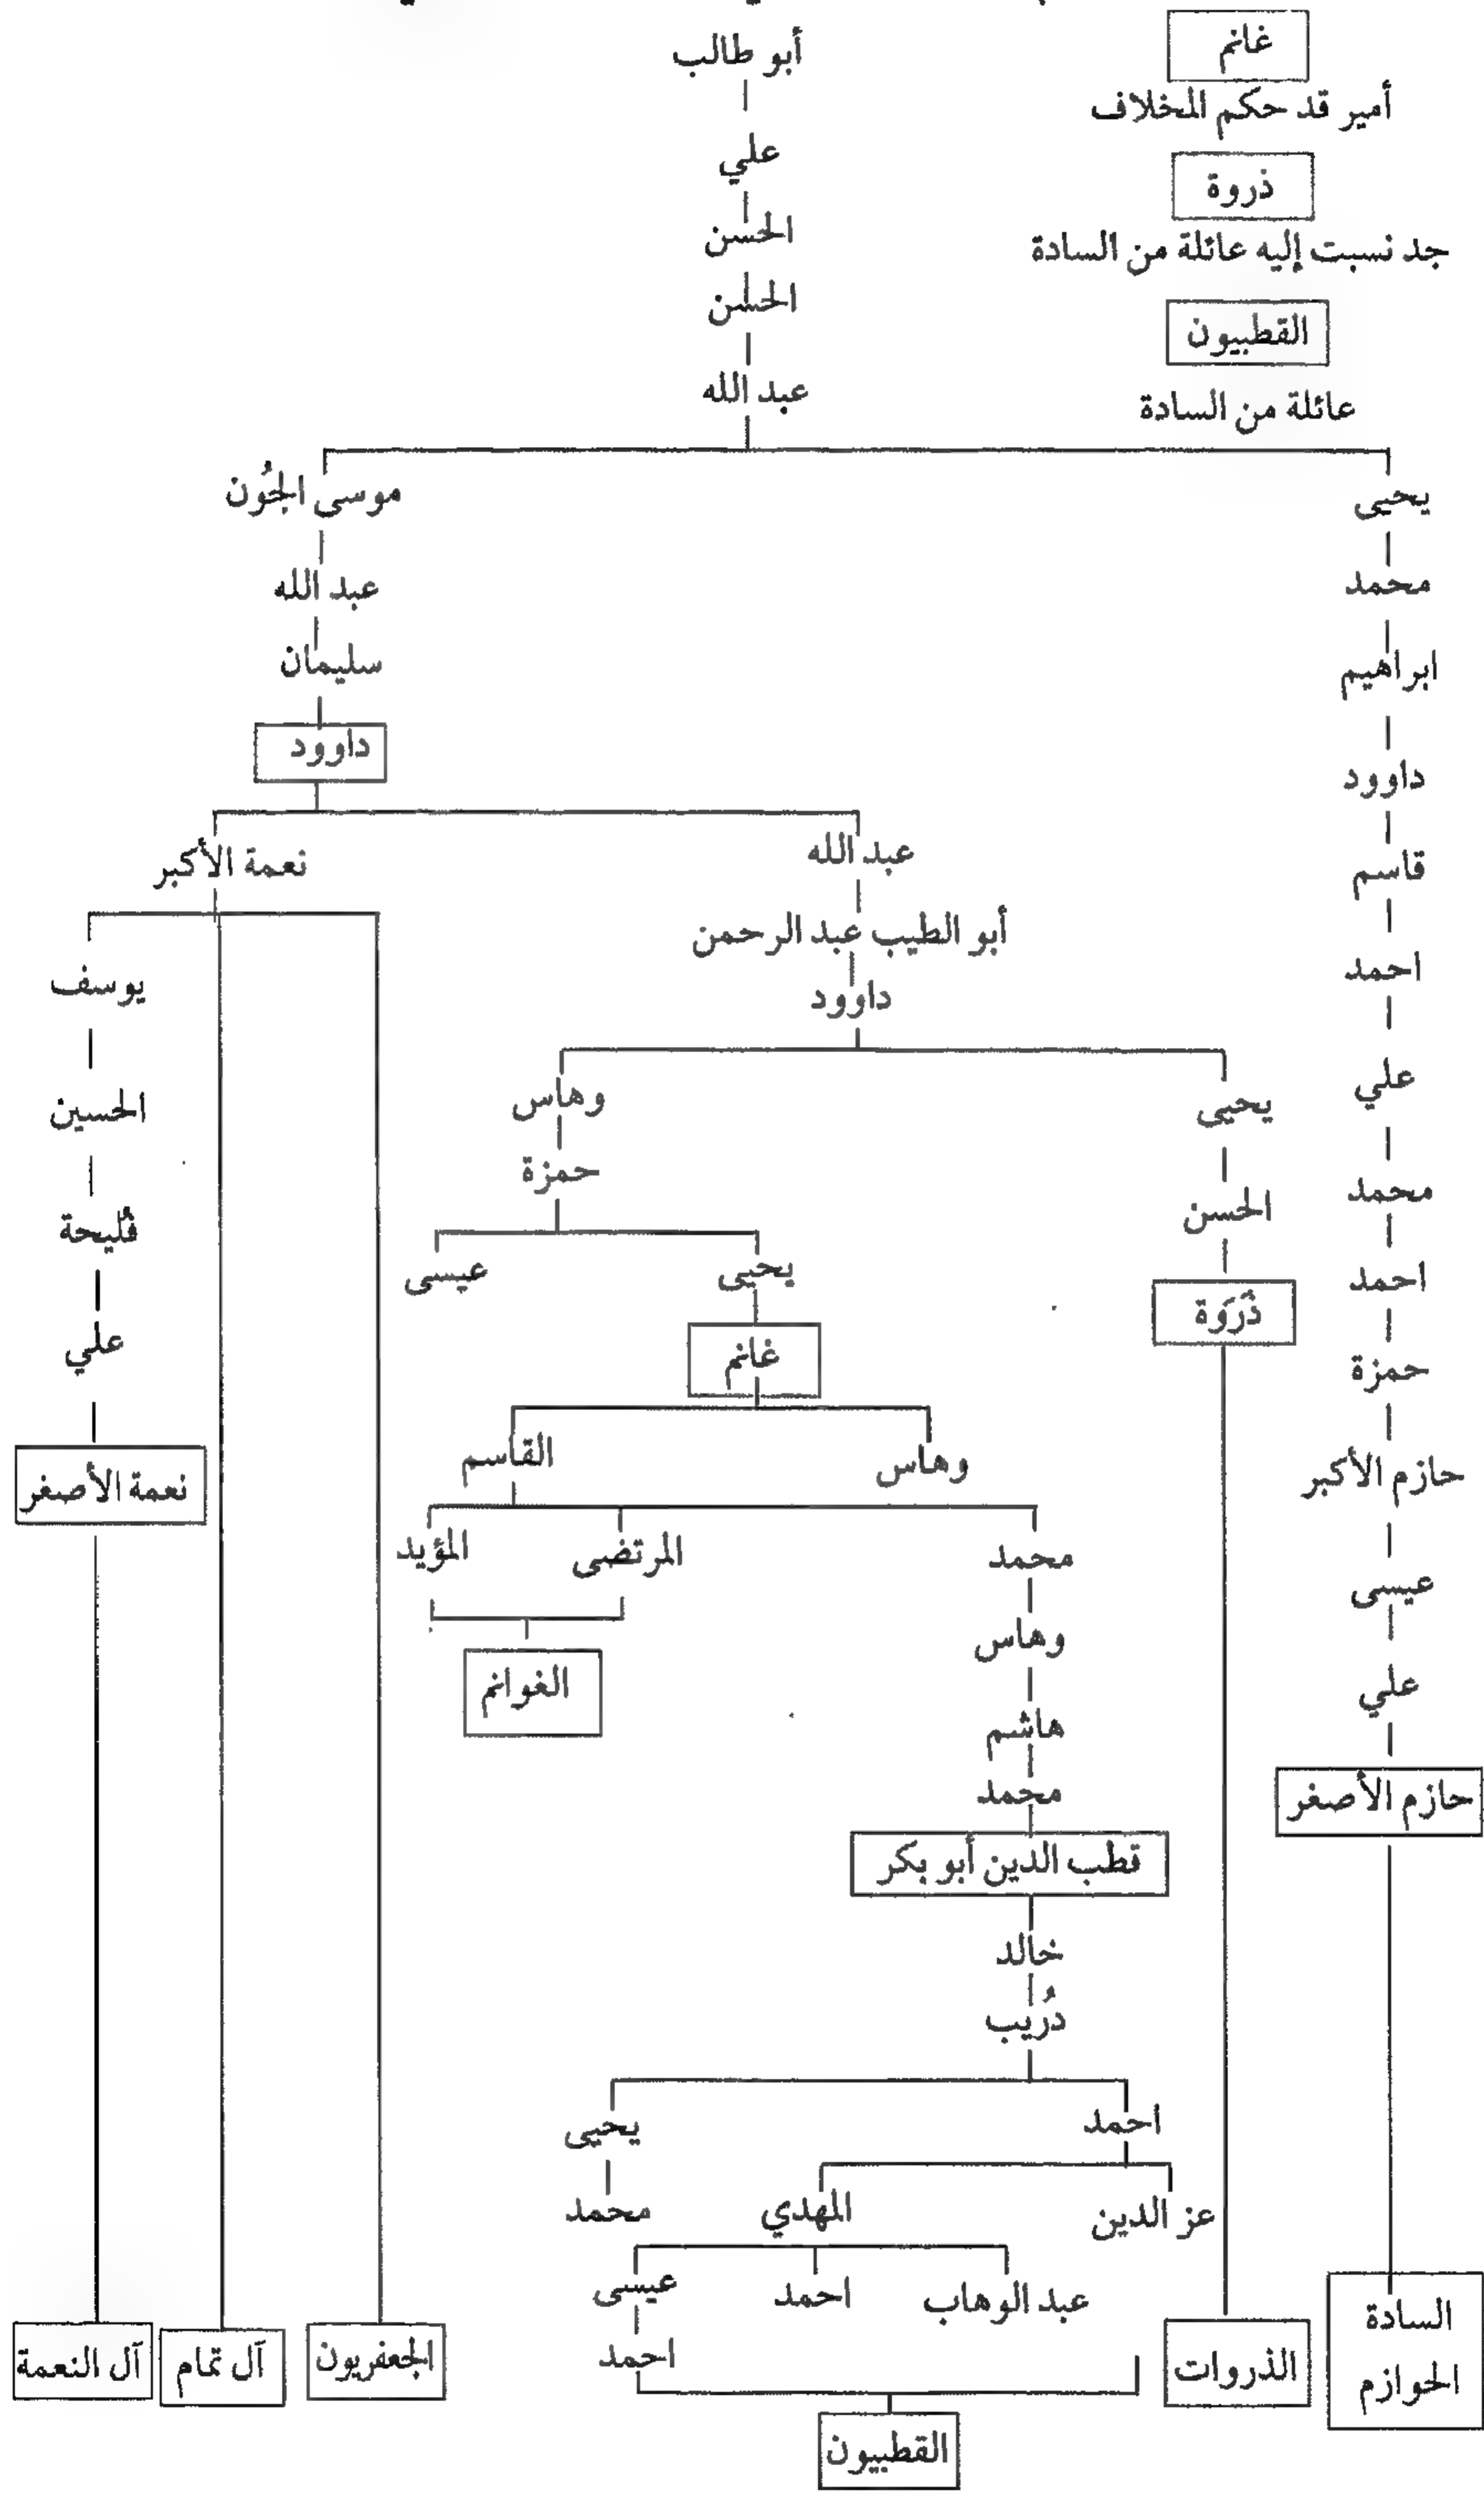 غانم
أمير قد حكم المخلاف
ذروة
جد نسبت إليه عائلة من السادة
القطبيون
عائلة من السادة
أبو طالب
علي
الحسن
الحسن
عبد الله
يحيى
موسى الجُون
محمد
عبد الله
ابراهيم
سليمان
داوود
داوود
قاسم
عبد الله
نعمة الأكبر
احمد
أبو الطيب عبد الرحمن
يوسف
داوود
علي
يحيى
وهاس
الحسين
محمد
الحسن
حمزة
فُليحة
احمد
يحيى
عيسى
ذَرَوَة
حمزة
غانم
علي
حازم الأكبر
وهاس
القاسم
نعمة الأصغر
عيسى
محمد
المرتضى
المؤيد
علي
وهاس
الغوانم
هاشم
حازم الأصغر
محمد
قطب الدين أبو بكر
خالد
دُرَيب
احمد
يحيى
عز الدين
المهدي
محمد
عبد الوهاب
احمد
عيسى
السادة
الحوازم
الذروات
احمد
الجعفريون
آل تمام
آل النعمة
القطبيون